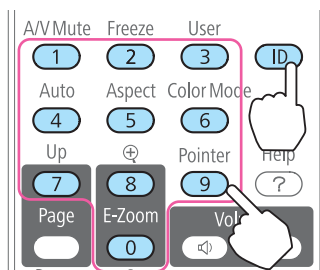 A/V Mute Freeze User
1 2 3 ID
Auto Aspect Color Mode
4 5 6
Up Pointer Help
7 8 9 ?
Page E-Zoom Vol
0